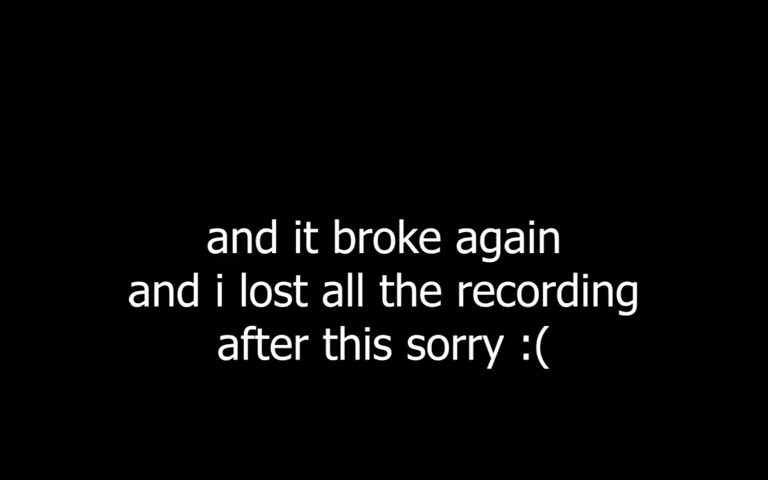 and it broke again
and i lost all the recording
after this sorry :(